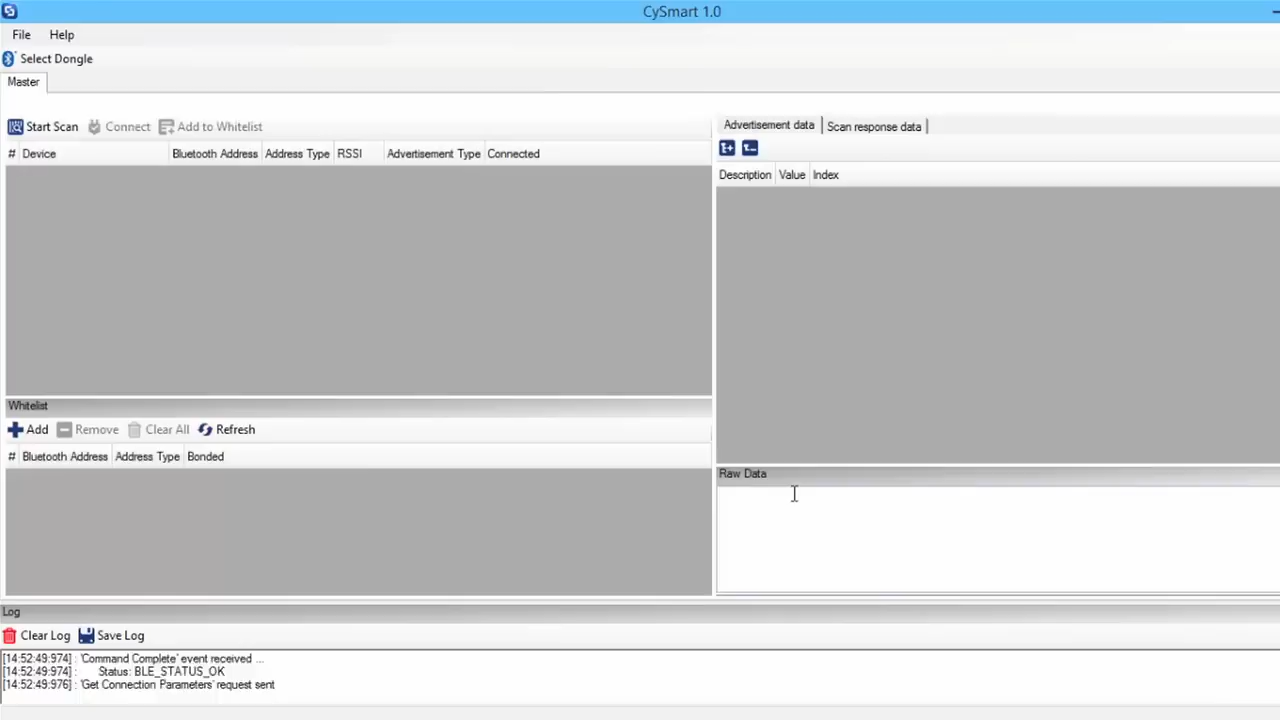 CySmart 1.0
File Help
Select Dongle
Master
Start Scan Connect Add to Whitelist
# Device Bluetooth Address Address Type RSSI Advertisement Type Connected
Advertisement data Scan response data
Description Value Index
Whitelist
Add Remove Clear All Refresh
# Bluetooth Address Address Type Bonded
Raw Data
Log
Clear Log Save Log
[14:52:49:974] : 'Command Complete' event received ...
[14:52:49:974] : Status: BLE_STATUS_OK
[14:52:49:976] : 'Get Connection Parameters' request sent